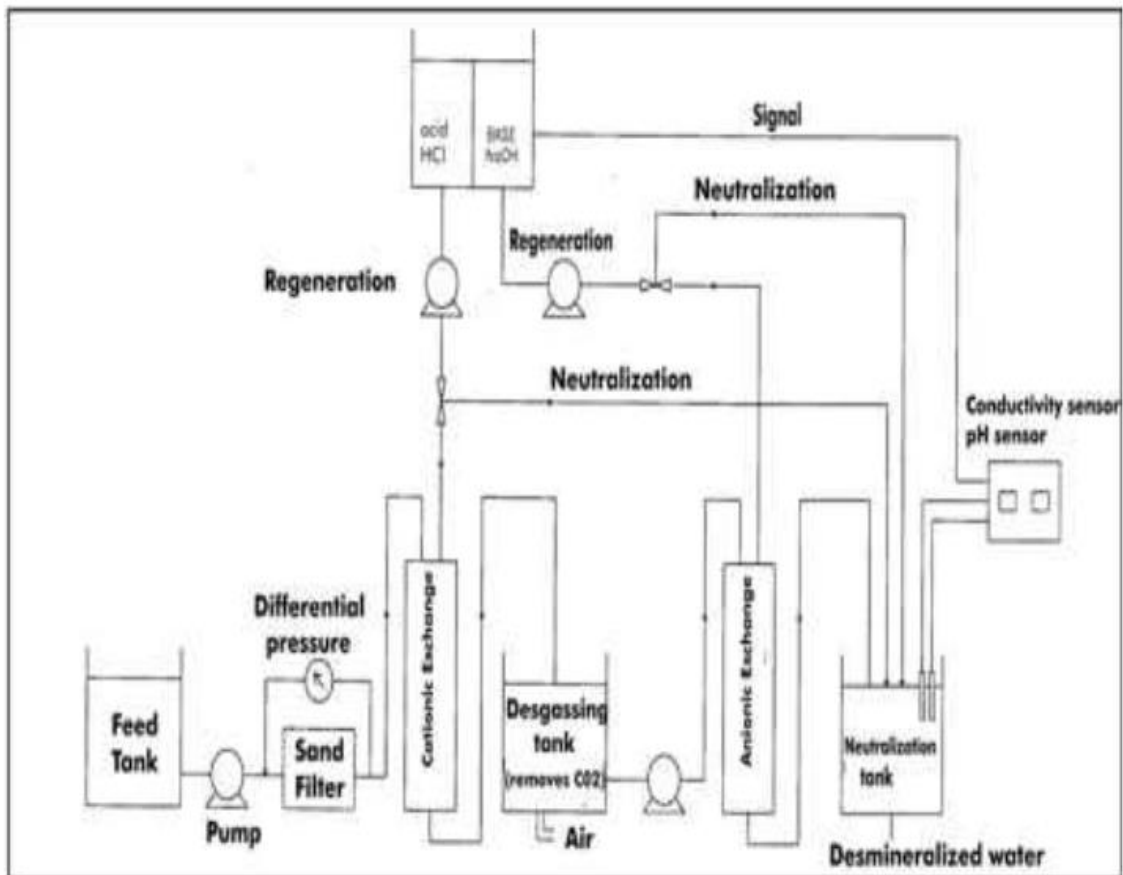 acid
HCl
BASE
NaOH
Signal
Neutralization
Regeneration
Regeneration
Neutralization
Conductivity sensor
pH sensor
Cationic Exchange
Anionic Exchange
Differential
pressure
Feed
Tank
Sand
Filter
Pump
Desgassing
tank
(removes CO2)
Air
Neutralization
tank
Desmineralized water